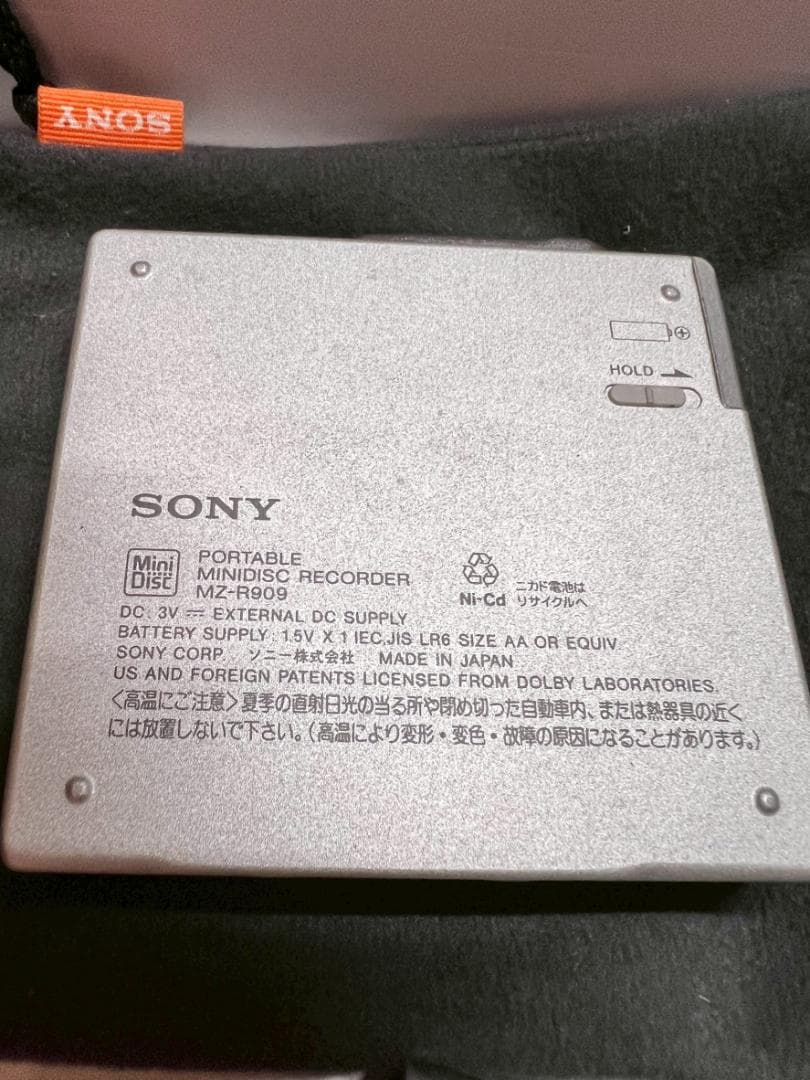 SONY
HOLD
SONY
Mini Disc
PORTABLE
MINIDISC RECORDER
MZ-R909
Ni-Cd
ニカド電池は
リサイクルへ
DC 3V ⎓ EXTERNAL DC SUPPLY
BATTERY SUPPLY : 1.5V X 1 IEC,JIS LR6 SIZE AA OR EQUIV.
SONY CORP. ソニー株式会社 MADE IN JAPAN
US AND FOREIGN PATENTS LICENSED FROM DOLBY LABORATORIES.
〈高温にご注意〉夏季の直射日光の当る所や閉め切った自動車内、または熱器具の近く
には放置しないで下さい。(高温により変形・変色・故障の原因になることがあります。)